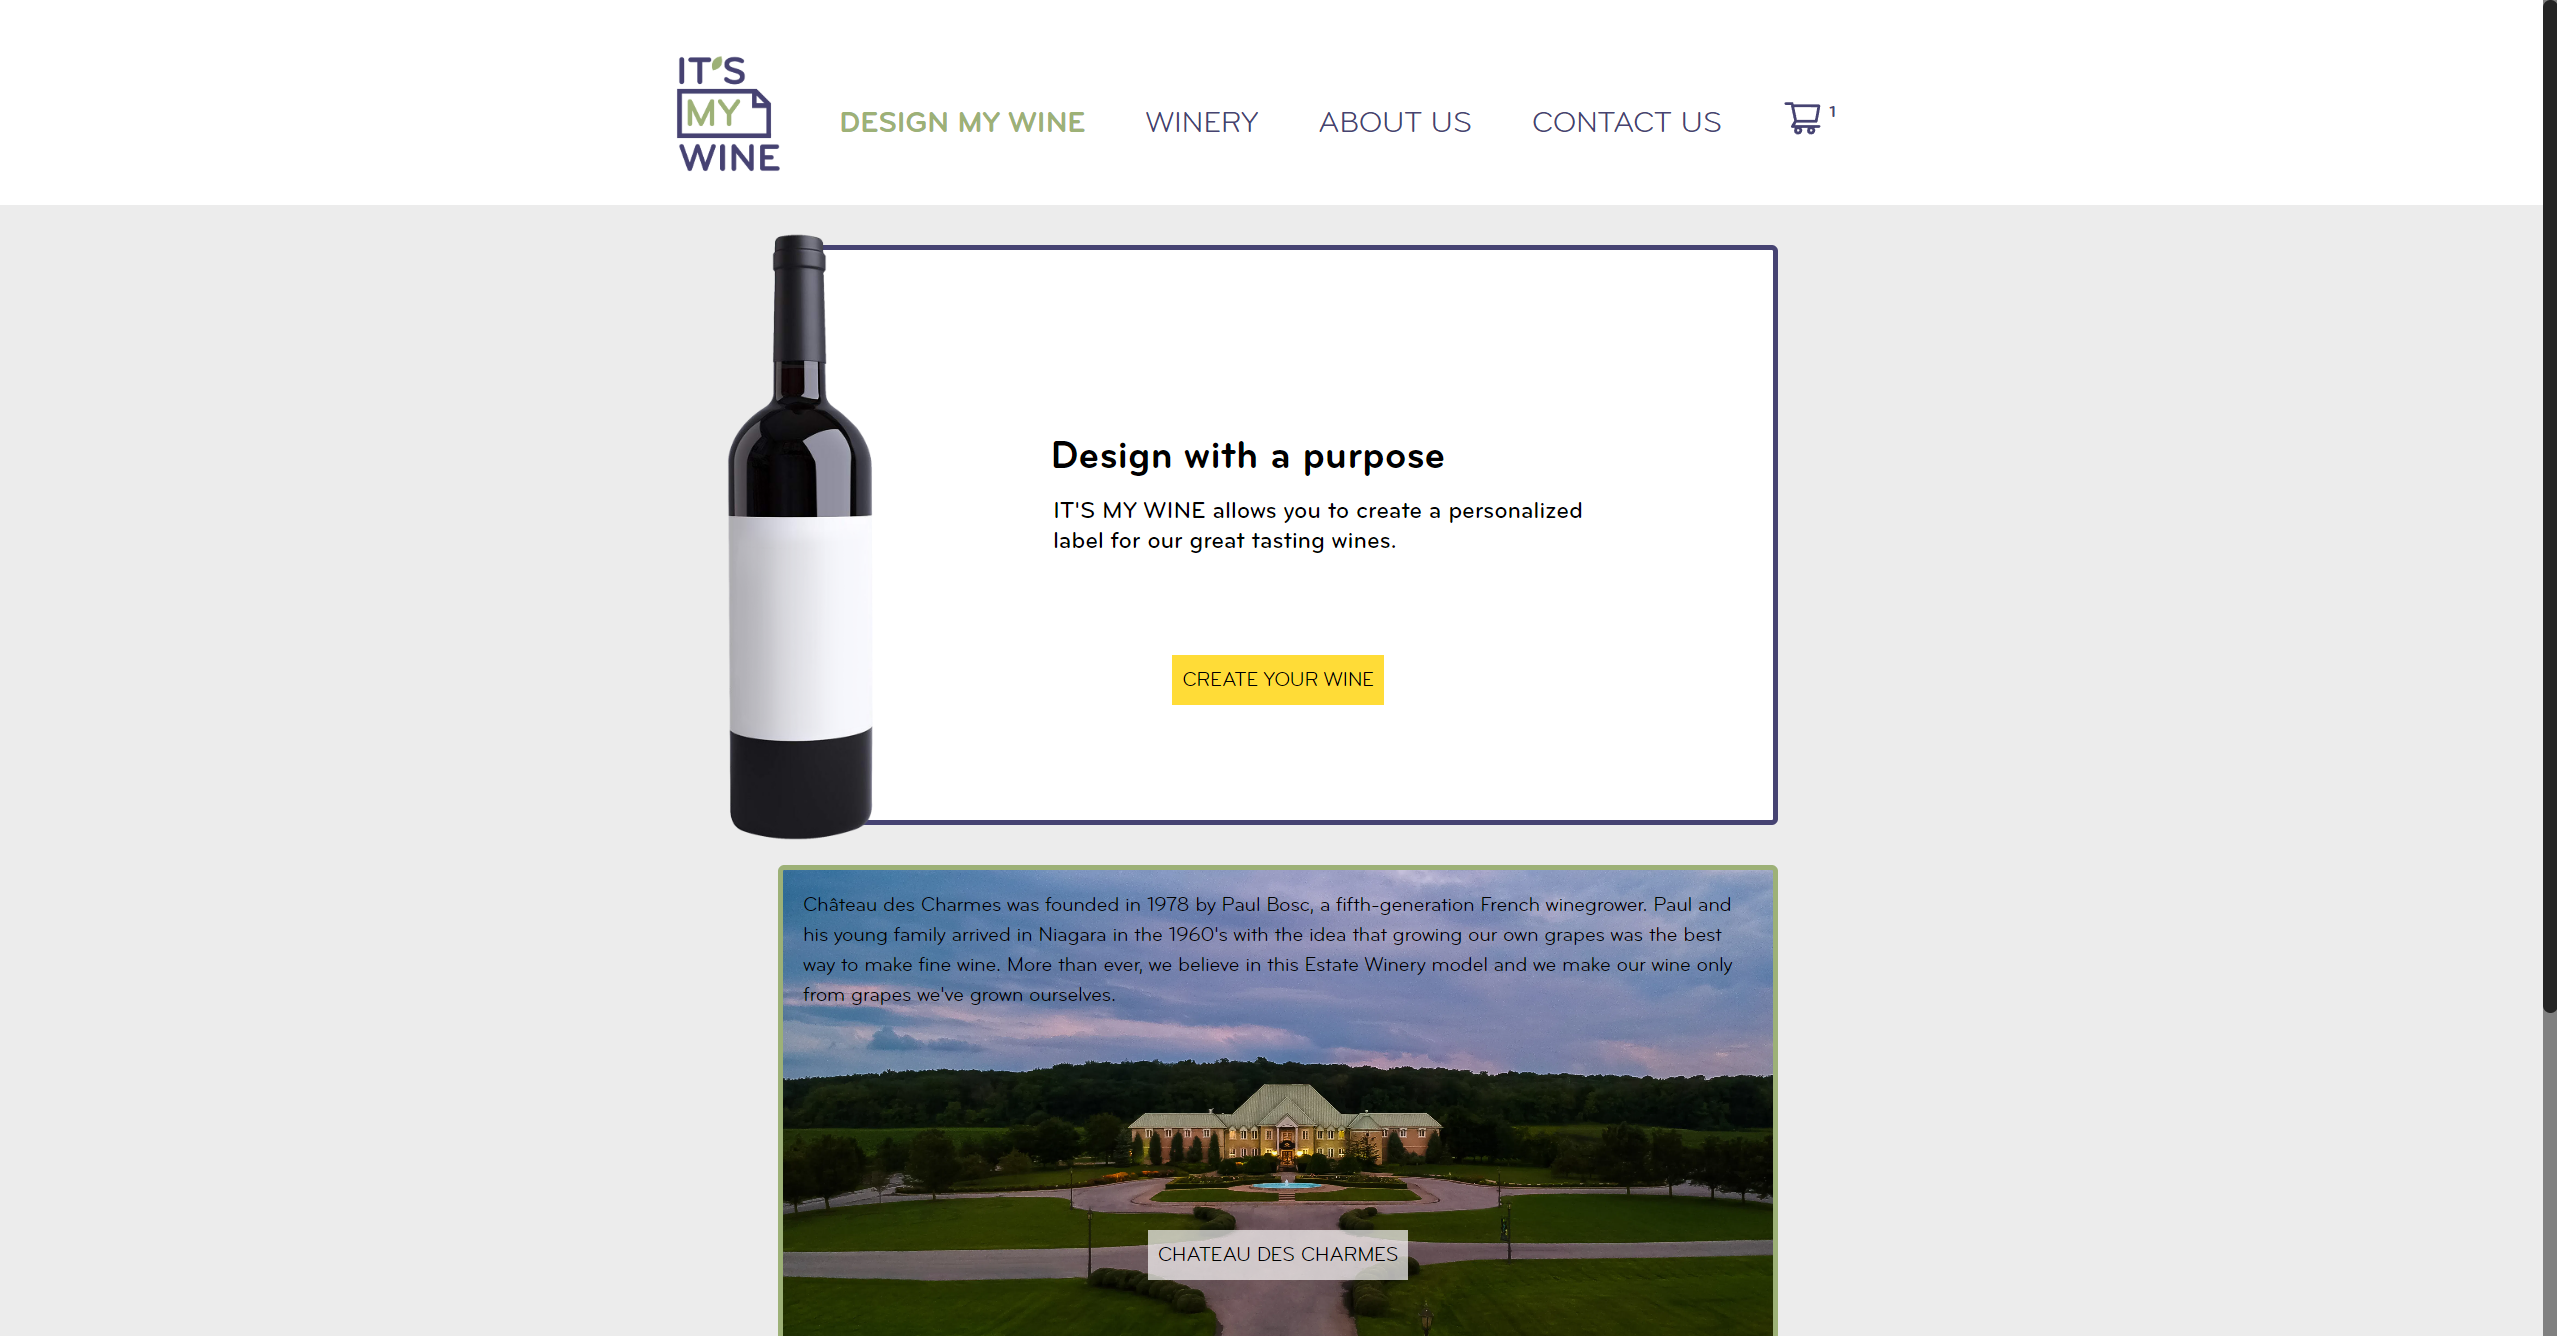 IT'S
MY
WINE
DESIGN MY WINE
WINERY
ABOUT US
CONTACT US
1
Design with a purpose
IT'S MY WINE allows you to create a personalized
label for our great tasting wines.
CREATE YOUR WINE
Château des Charmes was founded in 1978 by Paul Bosc, a fifth-generation French winegrower. Paul and
his young family arrived in Niagara in the 1960's with the idea that growing our own grapes was the best
way to make fine wine. More than ever, we believe in this Estate Winery model and we make our wine only
from grapes we've grown ourselves.
CHATEAU DES CHARMES